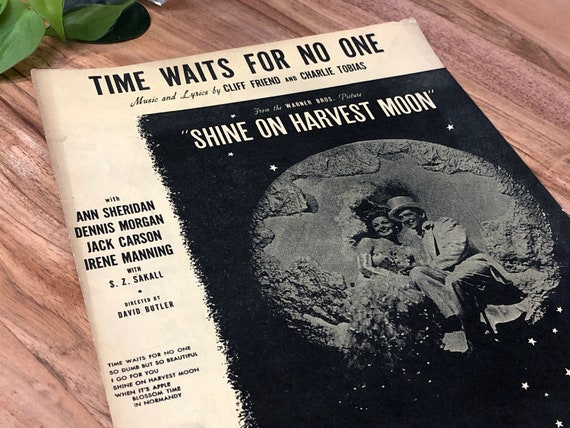 TIME WAITS FOR NO ONE
Music and Lyrics by CLIFF FRIEND AND CHARLIE TOBIAS
From the WARNER BROS. Picture
"SHINE ON HARVEST MOON"
with
ANN SHERIDAN
DENNIS MORGAN
JACK CARSON
IRENE MANNING
WITH
S. Z. SAKALL
DIRECTED BY
DAVID BUTLER
TIME WAITS FOR NO ONE
SO DUMB BUT SO BEAUTIFUL
I GO FOR YOU
SHINE ON HARVEST MOON
WHEN IT'S APPLE
BLOSSOM TIME
IN NORMANDY